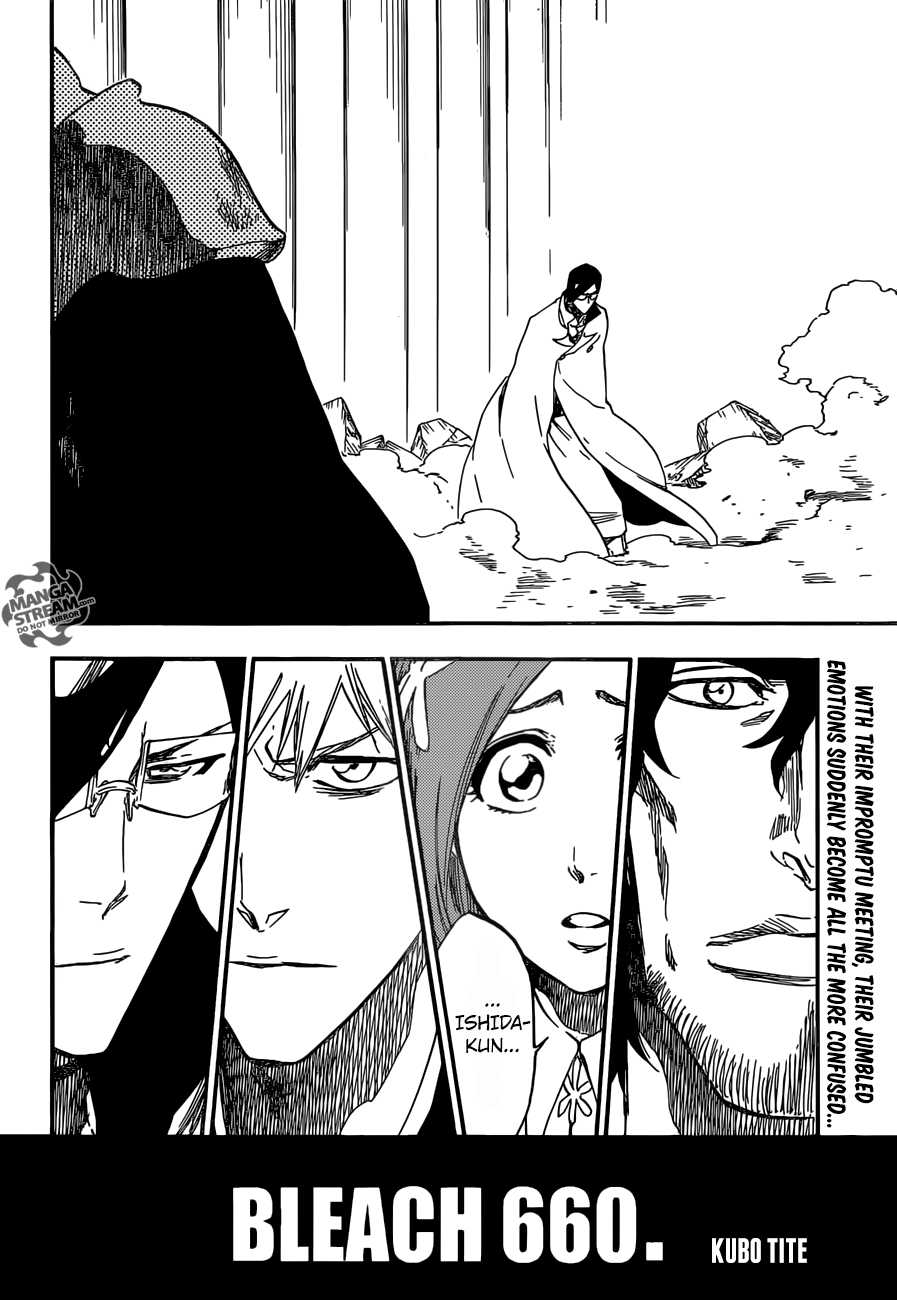 MANGA
STREAM.com
DO NOT MIRROR
WITH THEIR IMPROMPTU MEETING, THEIR JUMBLED
EMOTIONS SUDDENLY BECOME ALL THE MORE CONFUSED...
...
ISHIDA-
KUN...
BLEACH 660.
KUBO TITE